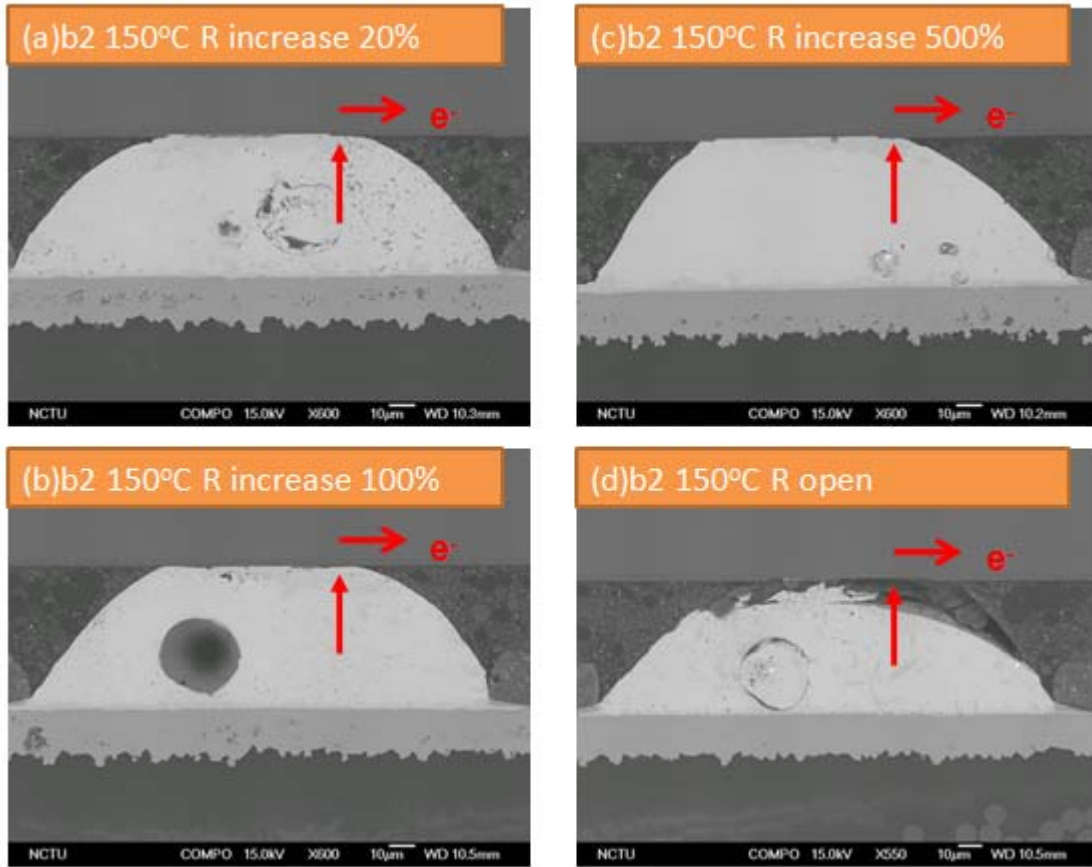 (a)b2 150°C R increase 20%
e⁻
NCTU COMPO 15.0kV X600 10μm WD 10.3mm
(c)b2 150°C R increase 500%
e⁻
NCTU COMPO 15.0kV X600 10μm WD 10.2mm
(b)b2 150°C R increase 100%
e⁻
NCTU COMPO 15.0kV X600 10μm WD 10.5mm
(d)b2 150°C R open
e⁻
NCTU COMPO 15.0kV X550 10μm WD 10.5mm